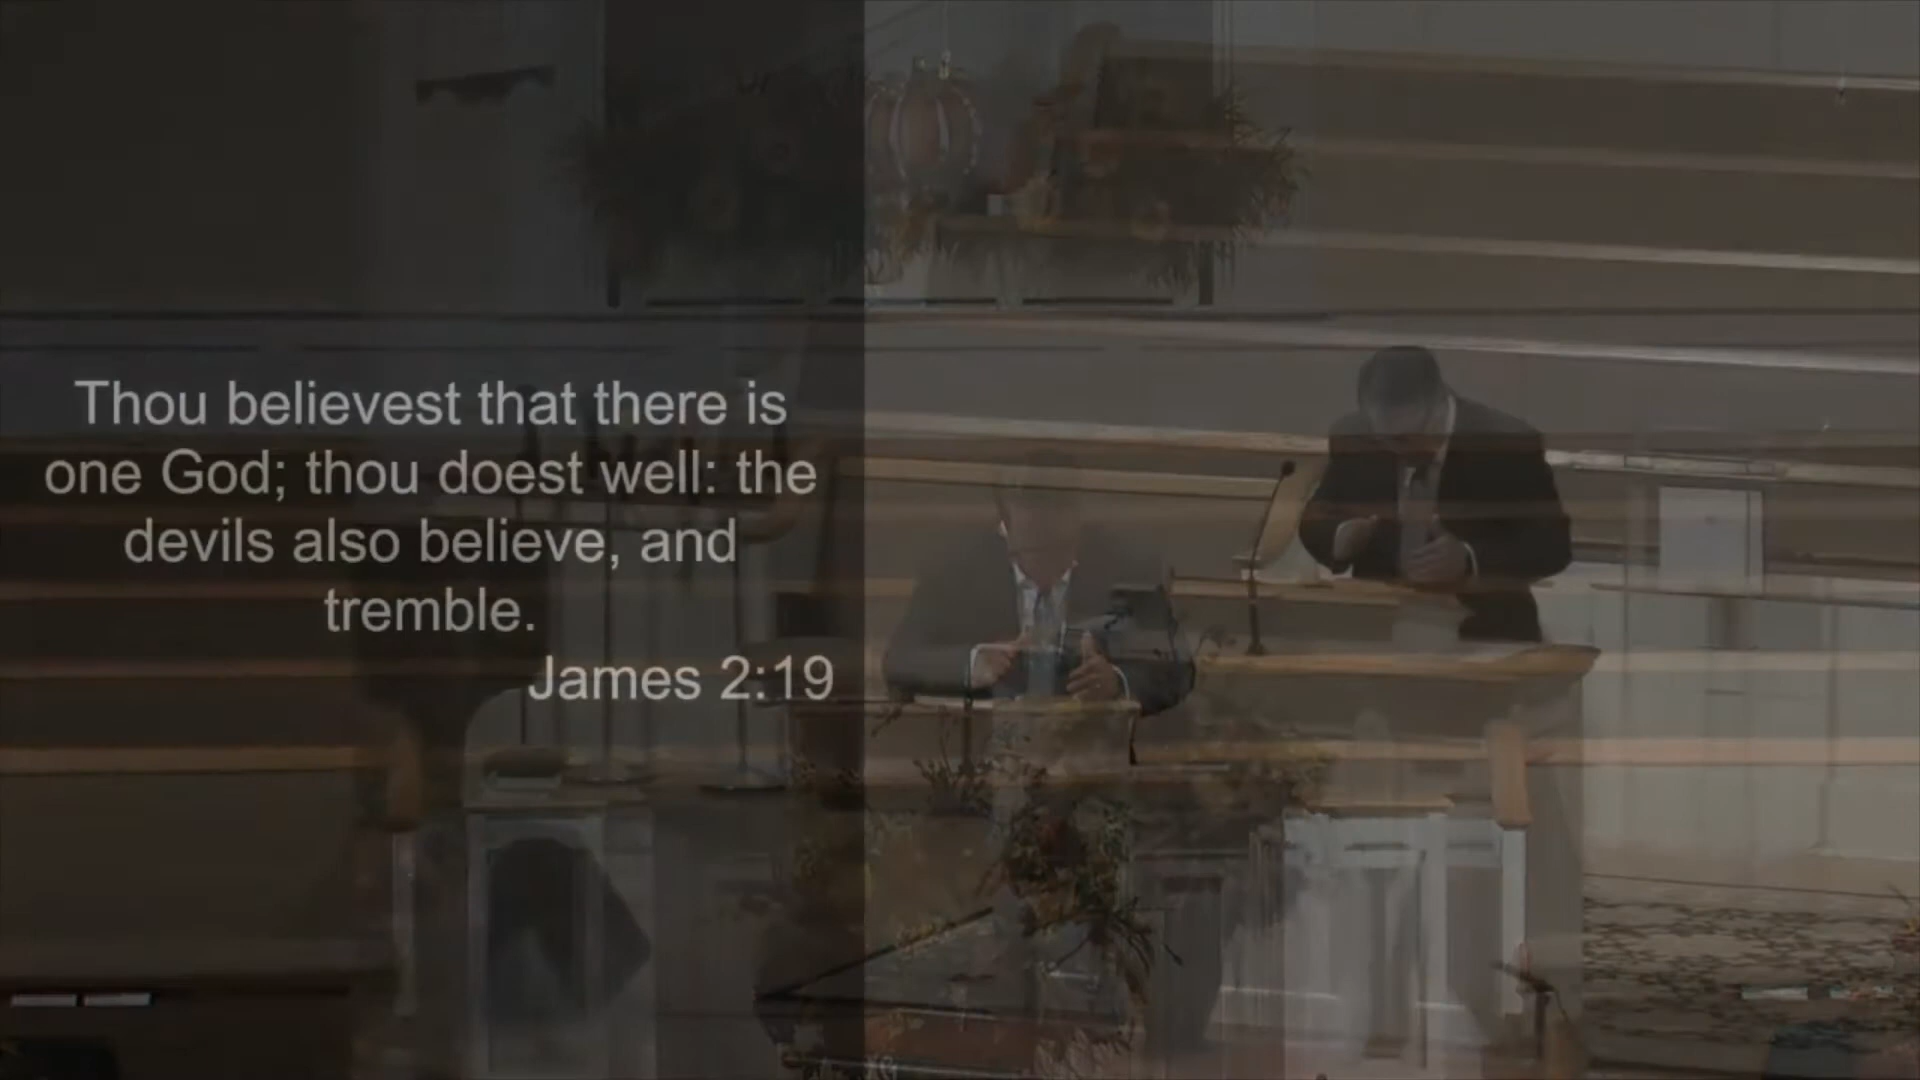 Thou believest that there is
one God; thou doest well: the
devils also believe, and
tremble.
James 2:19